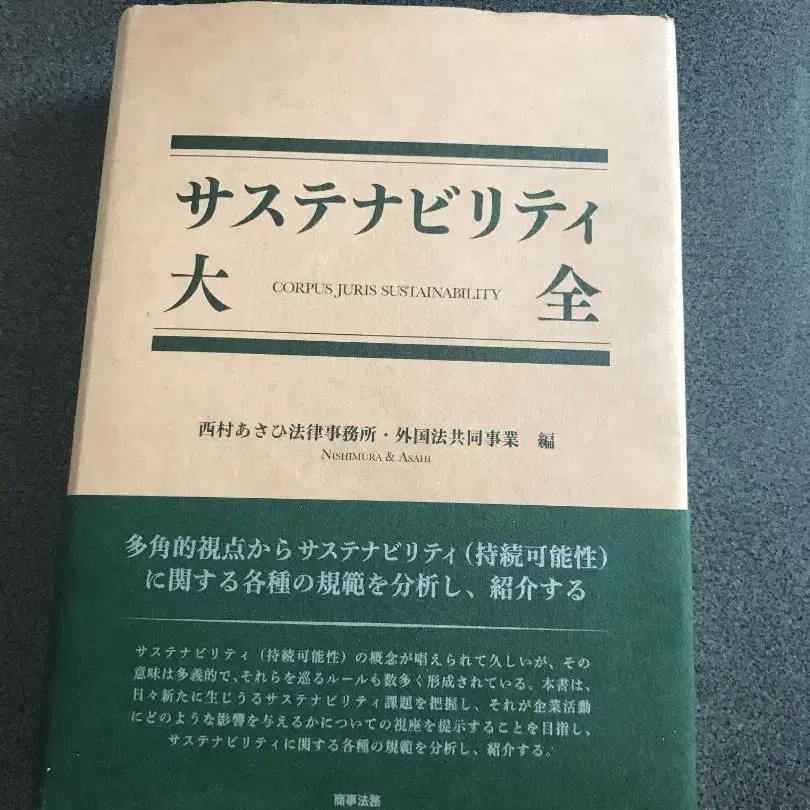 サステナビリティ
大 CORPUS JURIS SUSTAINABILITY 全
西村あさひ法律事務所・外国法共同事業 編
NISHIMURA & ASAHI
多角的視点からサステナビリティ(持続可能性)
に関する各種の規範を分析し、紹介する
サステナビリティ(持続可能性)の概念が唱えられて久しいが、その
意味は多義的で、それらを巡るルールも数多く形成されている。本書は、
日々新たに生じうるサステナビリティ課題を把握し、それが企業活動
にどのような影響を与えるかについての視座を提示することを目指し、
サステナビリティに関する各種の規範を分析し、紹介する。
商事法務